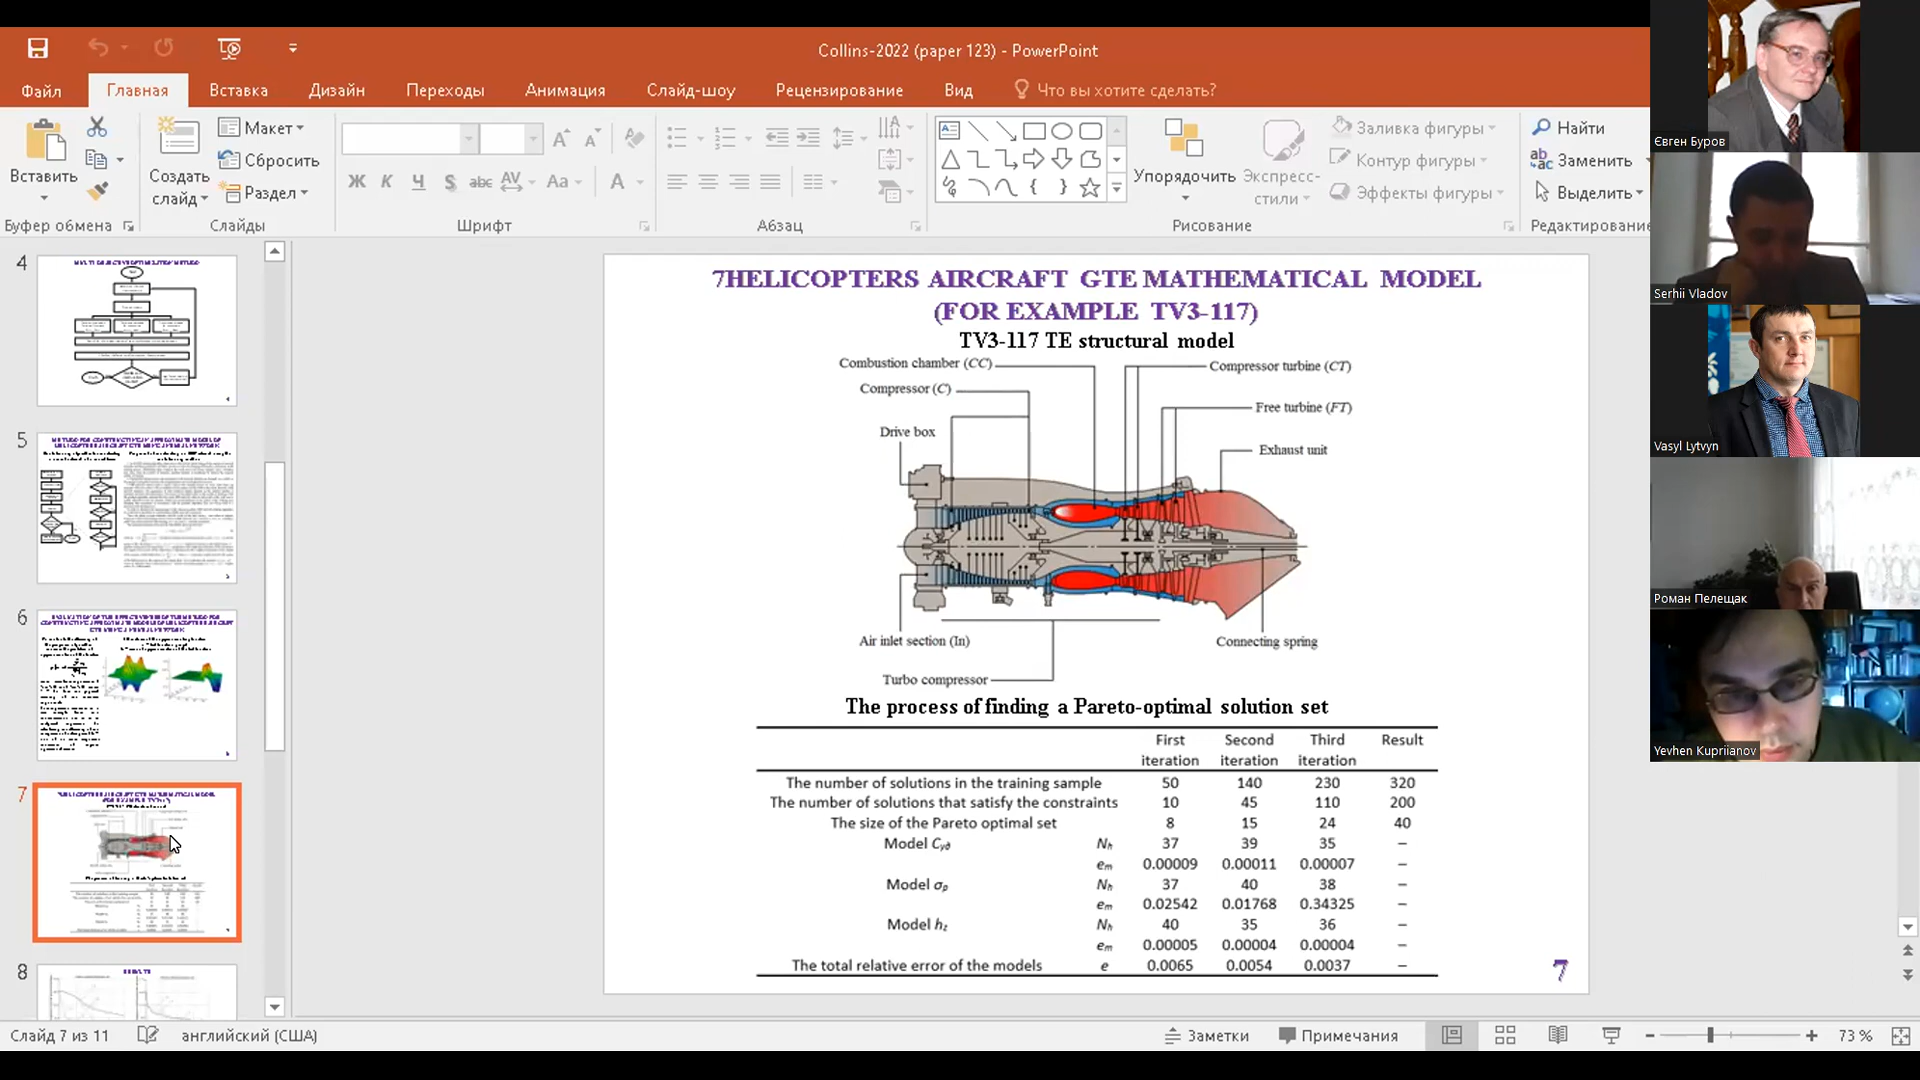 Collins-2022 (paper 123) - PowerPoint
Файл
Главная
Вставка
Дизайн
Переходы
Анимация
Слайд-шоу
Рецензирование
Вид
Что вы хотите сделать?
Вставить
Буфер обмена
Создать
слайд
Макет
Сбросить
Раздел
Слайды
Ж К Ч S abc AV Aa A
Шрифт
Абзац
Упорядочить
Экспресс-
стили
Заливка фигуры
Контур фигуры
Эффекты фигуры
Рисование
Найти
Заменить
Выделить
Редактирование
4
5
6
7
8
RESULTS
7HELICOPTERS AIRCRAFT GTE MATHEMATICAL MODEL
(FOR EXAMPLE TV3-117)
TV3-117 TE structural model
Combustion chamber (CC)
Compressor turbine (CT)
Compressor (C)
Free turbine (FT)
Drive box
Exhaust unit
Air inlet section (In)
Connecting spring
Turbo compressor
The process of finding a Pareto-optimal solution set
First iteration Second iteration Third iteration Result
The number of solutions in the training sample 50 140 230 320
The number of solutions that satisfy the constraints 10 45 110 200
The size of the Pareto optimal set 8 15 24 40
Model Cуд Nh 37 39 35 –
em 0.00009 0.00011 0.00007 –
Model σp Nh 37 40 38 –
em 0.02542 0.01768 0.34325 –
Model hz Nh 40 35 36 –
em 0.00005 0.00004 0.00004 –
The total relative error of the models e 0.0065 0.0054 0.0037 –
7
Слайд 7 из 11
английский (США)
Заметки
Примечания
73 %
Євген Буров
Serhii Vladov
Vasyl Lytvyn
Роман Пелещак
Yevhen Kupriianov